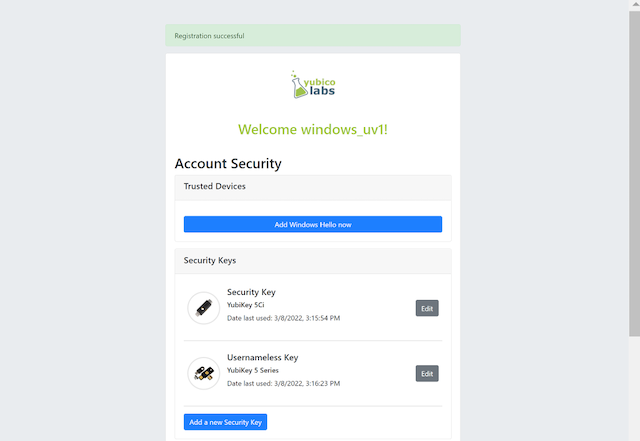 Registration successful
yubico
labs
Welcome windows_uv1!
Account Security
Trusted Devices
Add Windows Hello now
Security Keys
Security Key
YubiKey 5Ci
Date last used: 3/8/2022, 3:15:54 PM
Edit
Usernameless Key
YubiKey 5 Series
Date last used: 3/8/2022, 3:16:23 PM
Edit
Add a new Security Key